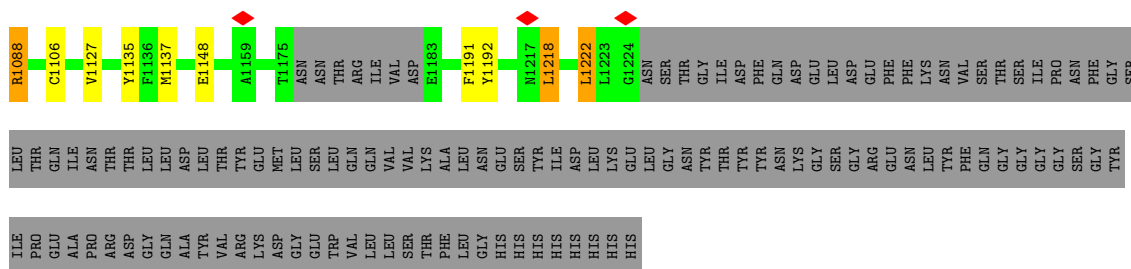 R1088 C1106 V1127 Y1135 F1136 M1137 E1148 A1159 T1175 ASN ASN THR ARG ILE VAL ASP E1183 F1191 Y1192 N1217 L1218 L1222 L1223 G1224 ASN SER THR GLY ILE ASP PHE GLN ASP GLU LEU ASP GLU PHE PHE LYS ASN VAL SER THR SER ILE PRO ASN PHE GLY SER
LEU THR GLN ILE ASN THR THR LEU LEU ASP LEU THR TYR GLU MET LEU SER LEU GLN GLN VAL VAL LYS ALA LEU ASN GLU SER TYR ILE ASP LEU LYS GLU LEU GLY ASN TYR THR TYR TYR ASN LYS GLY SER GLY ARG GLU ASN LEU TYR PHE GLN GLY GLY GLY GLY SER GLY TYR
ILE PRO GLU ALA PRO ARG ASP GLY GLN ALA TYR VAL ARG LYS ASP GLY GLU TRP VAL LEU LEU SER THR PHE LEU GLY HIS HIS HIS HIS HIS HIS HIS HIS